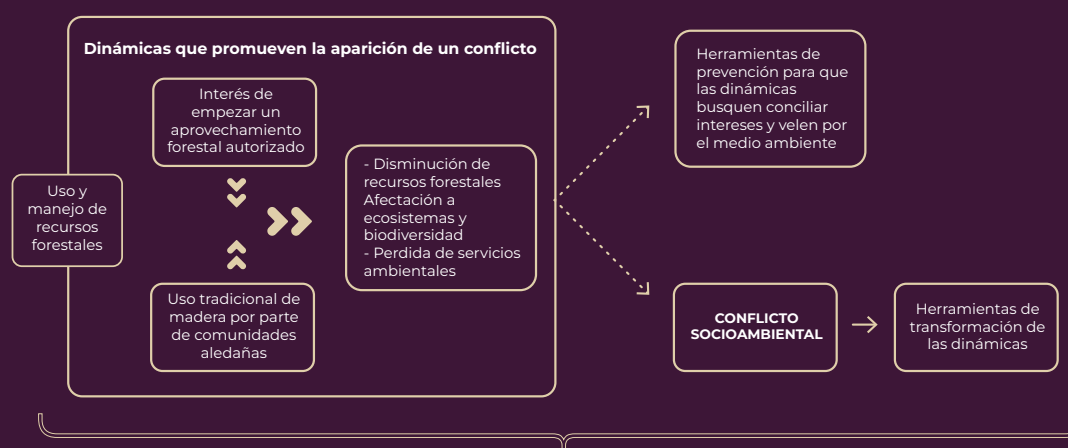 Dinámicas que promueven la aparición de un conflicto
Uso y
manejo de
recursos
forestales
Interés de
empezar un
aprovechamiento
forestal autorizado
Uso tradicional de
madera por parte
de comunidades
aledañas
- Disminución de
recursos forestales
Afectación a
ecosistemas y
biodiversidad
- Perdida de servicios
ambientales
Herramientas de
prevención para que
las dinámicas
busquen conciliar
intereses y velen por
el medio ambiente
CONFLICTO
SOCIOAMBIENTAL
Herramientas de
transformación de
las dinámicas